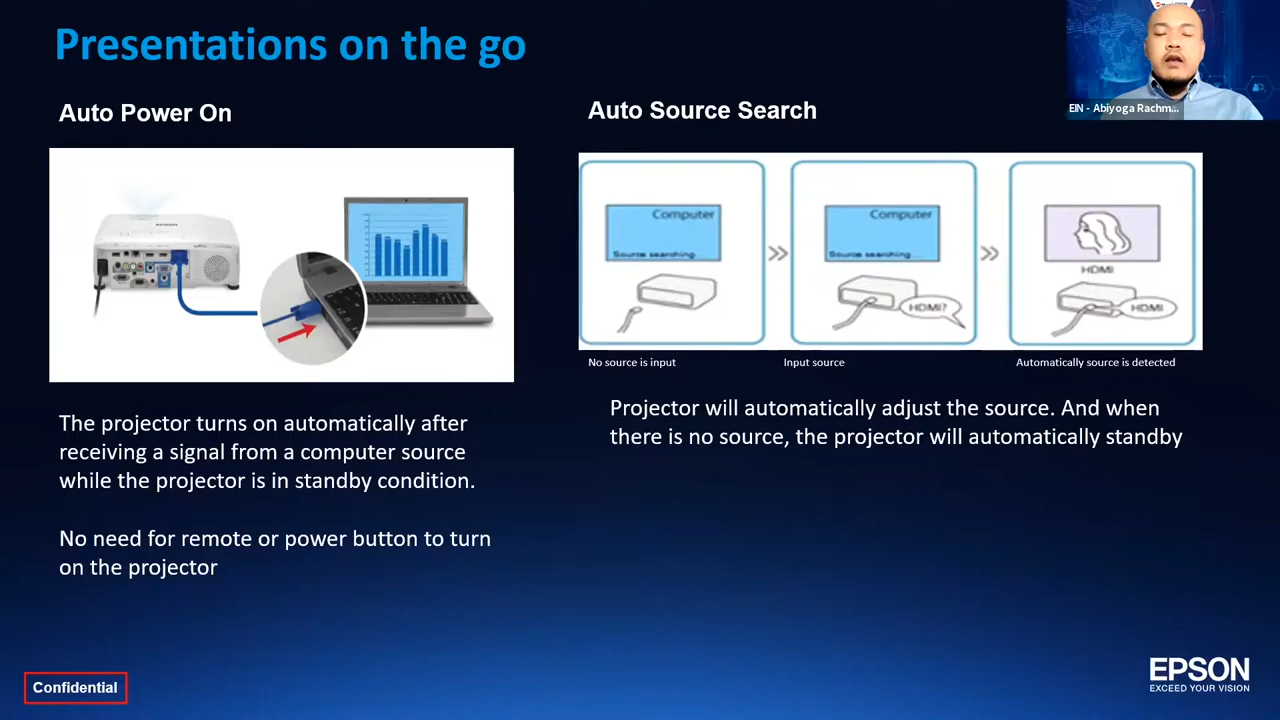 Presentations on the go
EIN - Abiyoga Rachm...
Auto Power On
EPSON
The projector turns on automatically after
receiving a signal from a computer source
while the projector is in standby condition.
No need for remote or power button to turn
on the projector
Auto Source Search
Computer
Source searching...
Computer
Source searching...
HDMI?
HDMI
HDMI
No source is input
Input source
Automatically source is detected
Projector will automatically adjust the source. And when
there is no source, the projector will automatically standby
Confidential
EPSON
EXCEED YOUR VISION